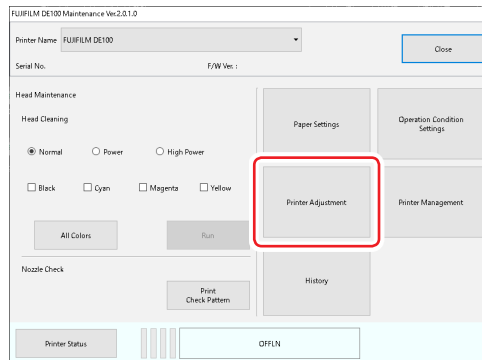 FUJIFILM DE100 Maintenance Ver.2.0.1.0
Printer Name FUJIFILM DE100
Close
Serial No. F/W Ver. :
Head Maintenance
Head Cleaning
Normal Power High Power
Black Cyan Magenta Yellow
All Colors Run
Nozzle Check
Print
Check Pattern
Paper Settings
Operation Condition
Settings
Printer Adjustment
Printer Management
History
Printer Status
OFFLN